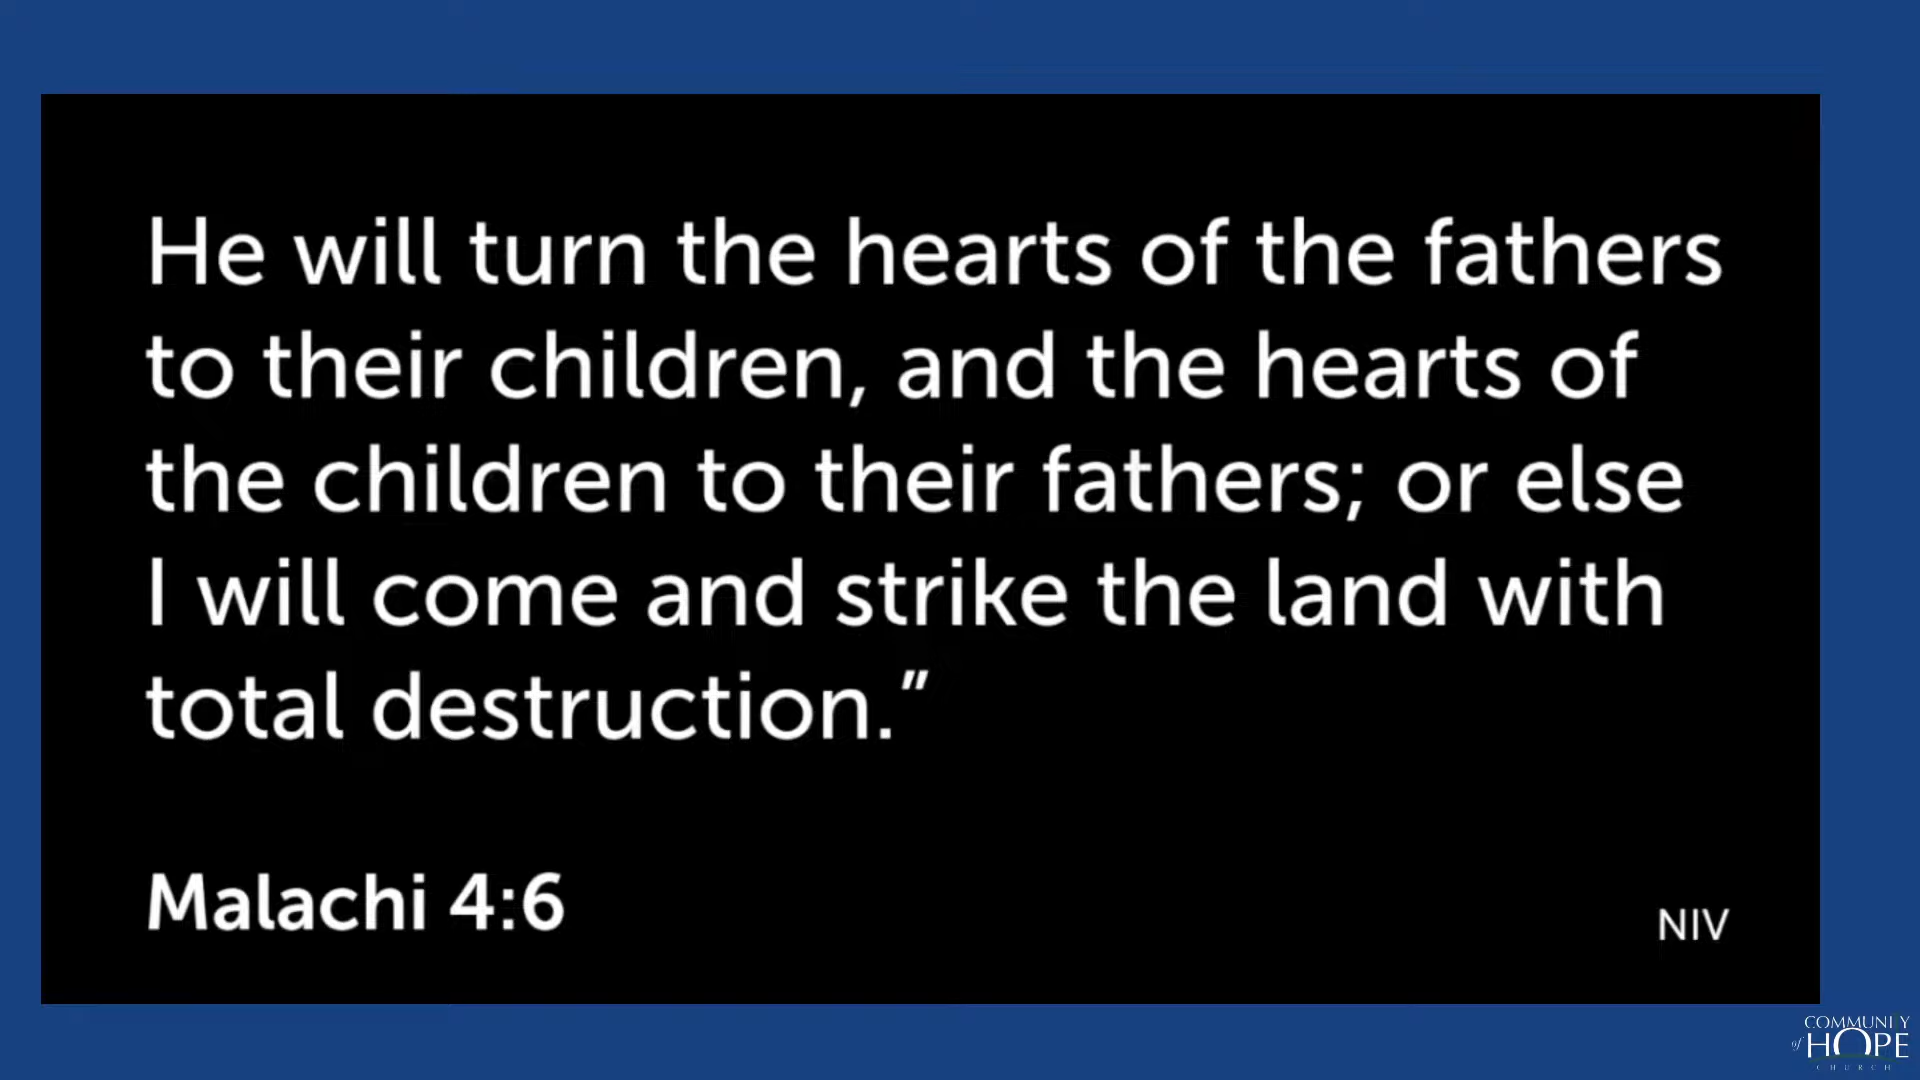 He will turn the hearts of the fathers
to their children, and the hearts of
the children to their fathers; or else
I will come and strike the land with
total destruction.”
Malachi 4:6
NIV
COMMUNITY
of HOPE
CHURCH